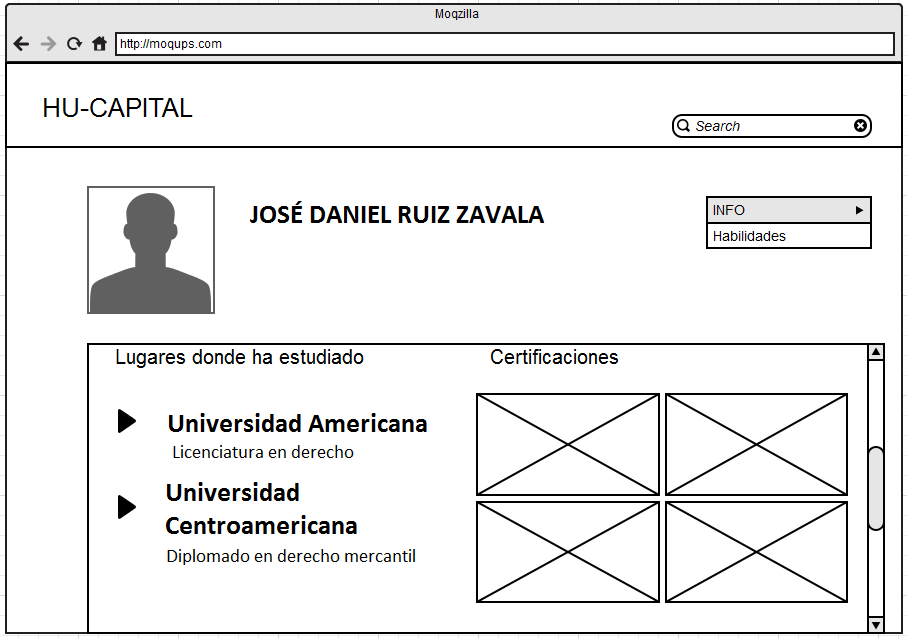 Moqzilla
http://moqups.com
HU-CAPITAL
Search
JOSÉ DANIEL RUIZ ZAVALA
INFO
Habilidades
Lugares donde ha estudiado
Certificaciones
Universidad Americana
Licenciatura en derecho
Universidad
Centroamericana
Diplomado en derecho mercantil